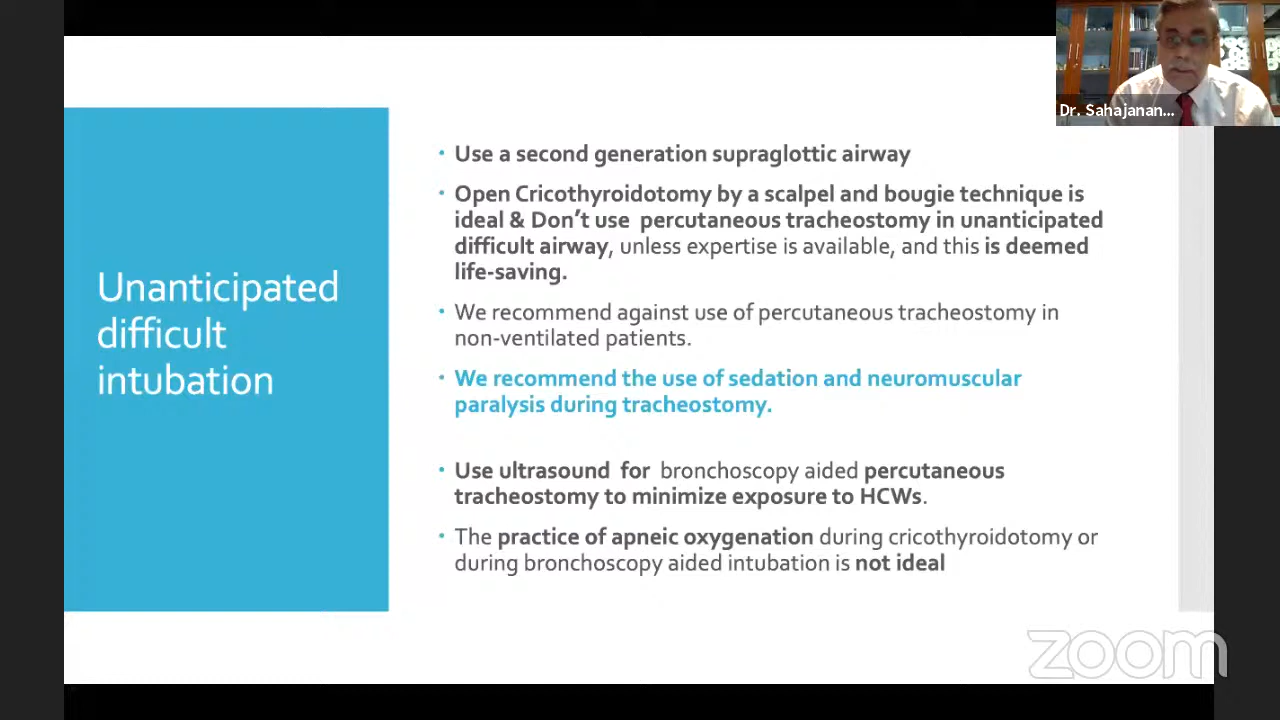 Dr. Sahajanan...
Unanticipated
difficult
intubation
• Use a second generation supraglottic airway
• Open Cricothyroidotomy by a scalpel and bougie technique is
ideal & Don't use percutaneous tracheostomy in unanticipated
difficult airway, unless expertise is available, and this is deemed
life-saving.
• We recommend against use of percutaneous tracheostomy in
non-ventilated patients.
• We recommend the use of sedation and neuromuscular
paralysis during tracheostomy.
• Use ultrasound for bronchoscopy aided percutaneous
tracheostomy to minimize exposure to HCWs.
• The practice of apneic oxygenation during cricothyroidotomy or
during bronchoscopy aided intubation is not ideal
zoom